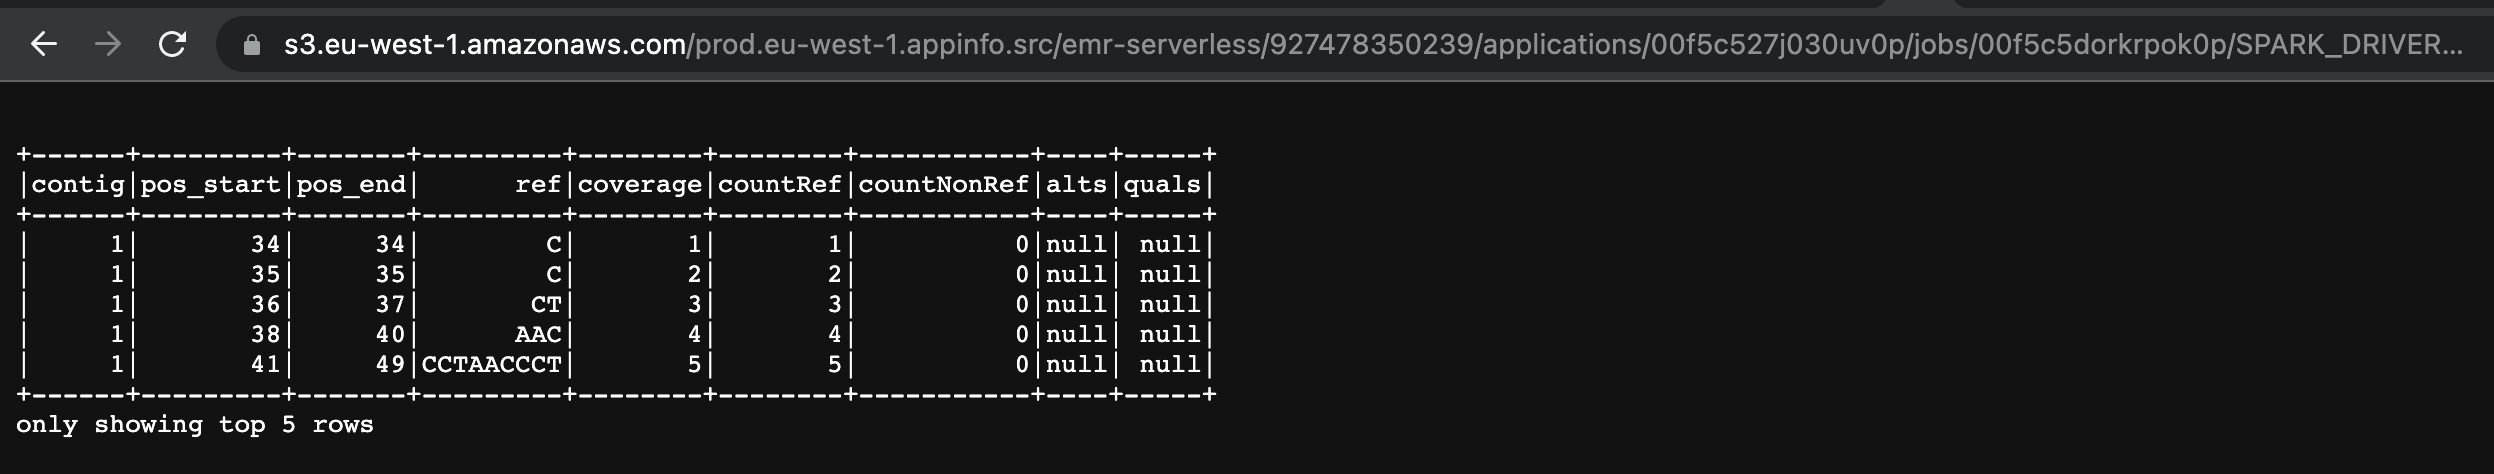 s3.eu-west-1.amazonaws.com/prod.eu-west-1.appinfo.src/emr-serverless/927478350239/applications/00f5c527j030uv0p/jobs/00f5c5dorkrpok0p/SPARK_DRIVER...
+------+---------+-------+---------+--------+--------+-----------+----+-----+
|contig|pos_start|pos_end|      ref|coverage|countRef|countNonRef|alts|quals|
+------+---------+-------+---------+--------+--------+-----------+----+-----+
|     1|       34|     34|        C|       1|       1|          0|null| null|
|     1|       35|     35|        C|       2|       2|          0|null| null|
|     1|       36|     37|       CT|       3|       3|          0|null| null|
|     1|       38|     40|      AAC|       4|       4|          0|null| null|
|     1|       41|     49|CCTAACCCT|       5|       5|          0|null| null|
+------+---------+-------+---------+--------+--------+-----------+----+-----+
only showing top 5 rows